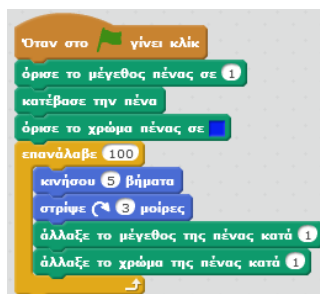 Όταν στο γίνει κλικ
όρισε το μέγεθος πένας σε 1
κατέβασε την πένα
όρισε το χρώμα πένας σε
επανάλαβε 100
κινήσου 5 βήματα
στρίψε 3 μοίρες
άλλαξε το μέγεθος της πένας κατά 1
άλλαξε το χρώμα της πένας κατά 1